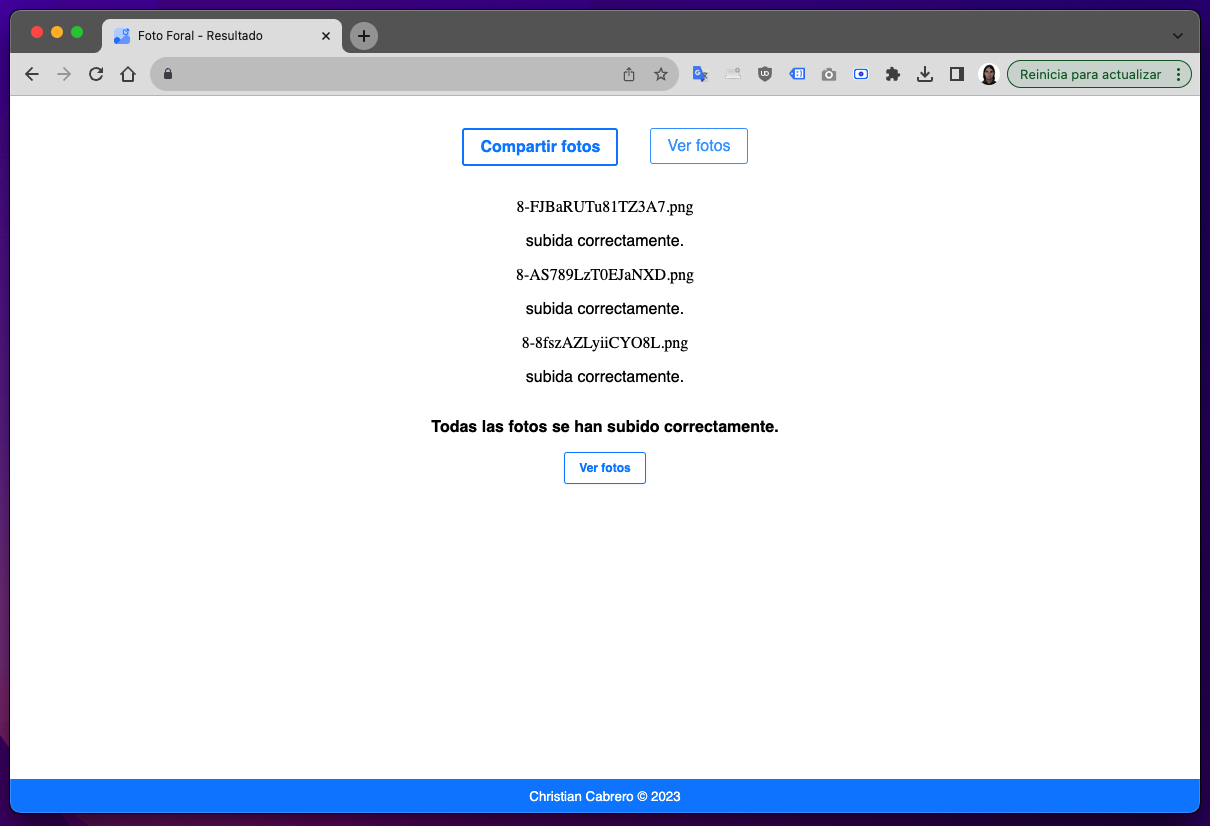 Foto Foral - Resultado
Reinicia para actualizar
Compartir fotos
Ver fotos
8-FJBaRUTu81TZ3A7.png
subida correctamente.
8-AS789LzT0EJaNXD.png
subida correctamente.
8-8fszAZLyiiCYO8L.png
subida correctamente.
Todas las fotos se han subido correctamente.
Ver fotos
Christian Cabrero © 2023